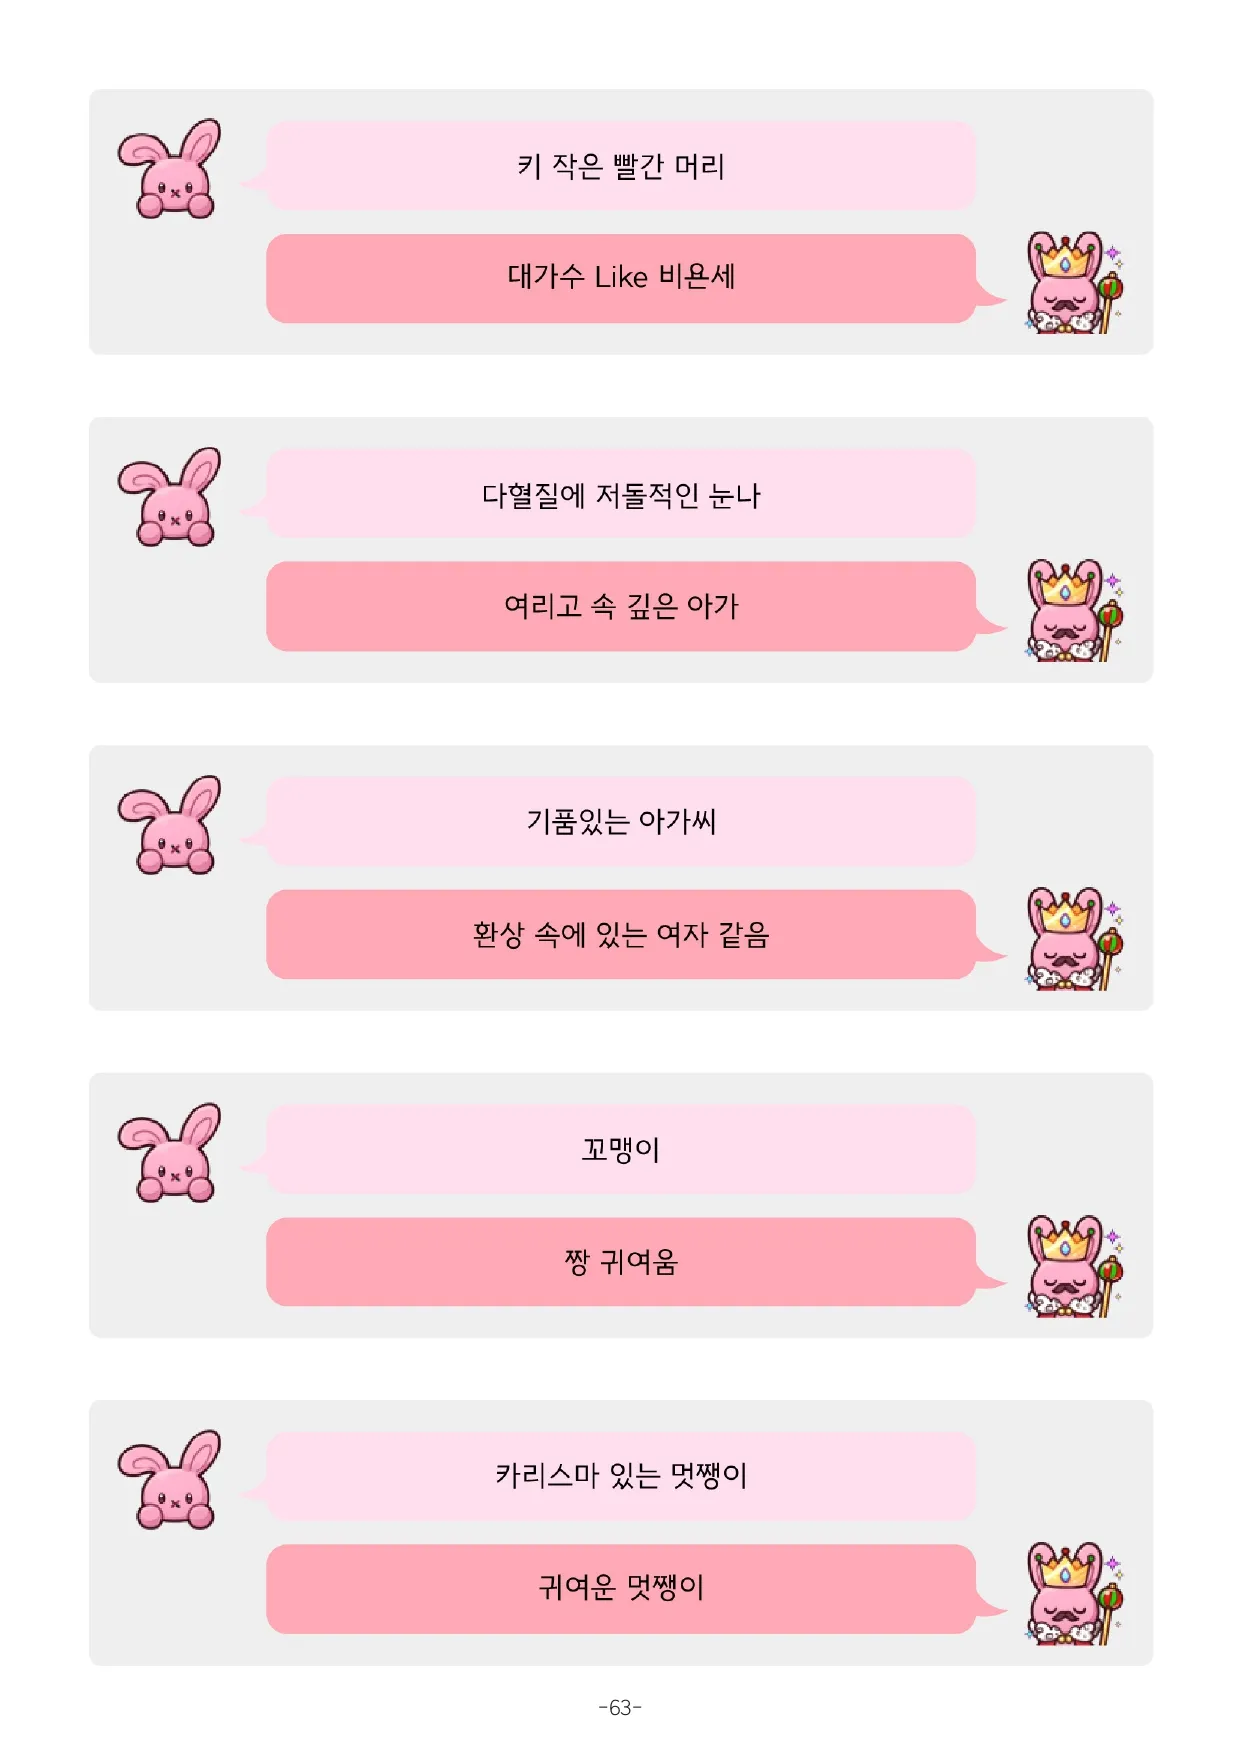 키 작은 빨간 머리
대가수 Like 비욘세
다혈질에 저돌적인 눈나
여리고 속 깊은 아가
기품있는 아가씨
환상 속에 있는 여자 같음
꼬맹이
짱 귀여움
카리스마 있는 멋쨍이
귀여운 멋쨍이
-63-